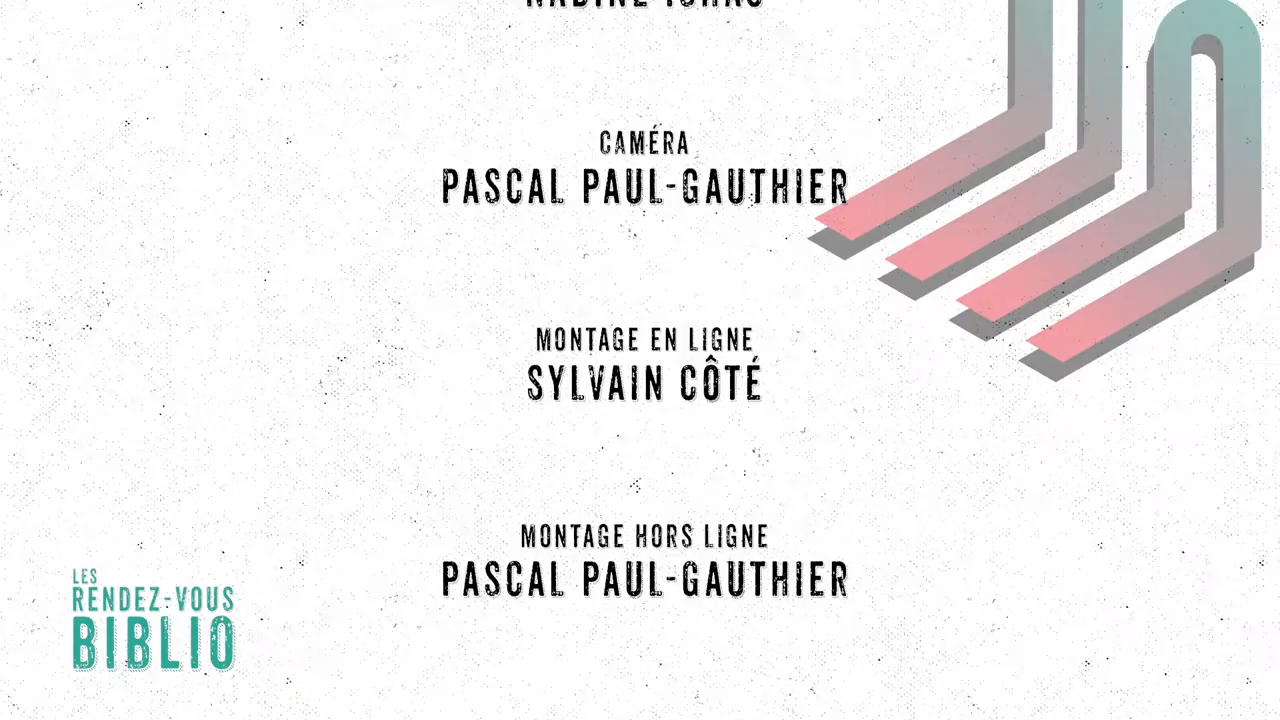 CAMÉRA
PASCAL PAUL-GAUTHIER
MONTAGE EN LIGNE
SYLVAIN CÔTÉ
MONTAGE HORS LIGNE
PASCAL PAUL-GAUTHIER
LES
RENDEZ-VOUS
BIBLIO